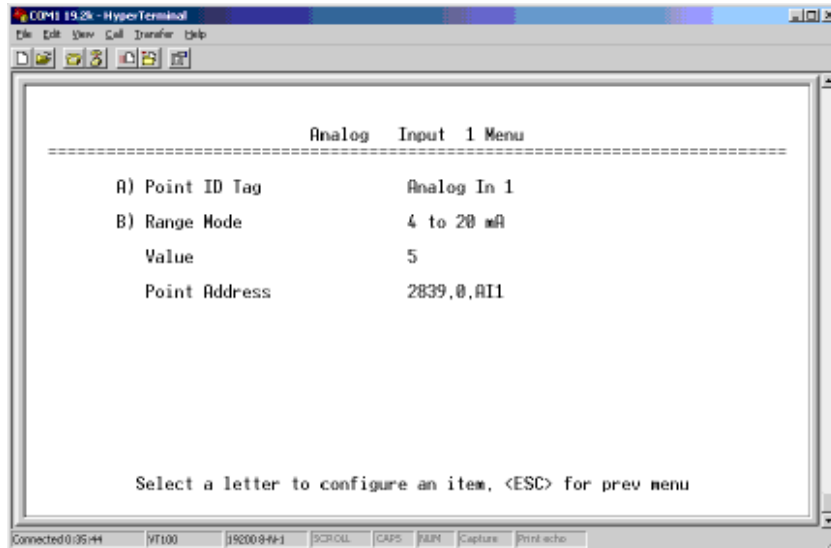 COM1 19.2k - HyperTerminal
File Edit View Call Transfer Help
Analog Input 1 Menu
================================================================================
A) Point ID Tag Analog In 1
B) Range Mode 4 to 20 mA
Value 5
Point Address 2839,0,AI1
Select a letter to configure an item, <ESC> for prev menu
Connected 0:35:44 VT100 19200 8-N-1 SCROLL CAPS NUM Capture Print echo